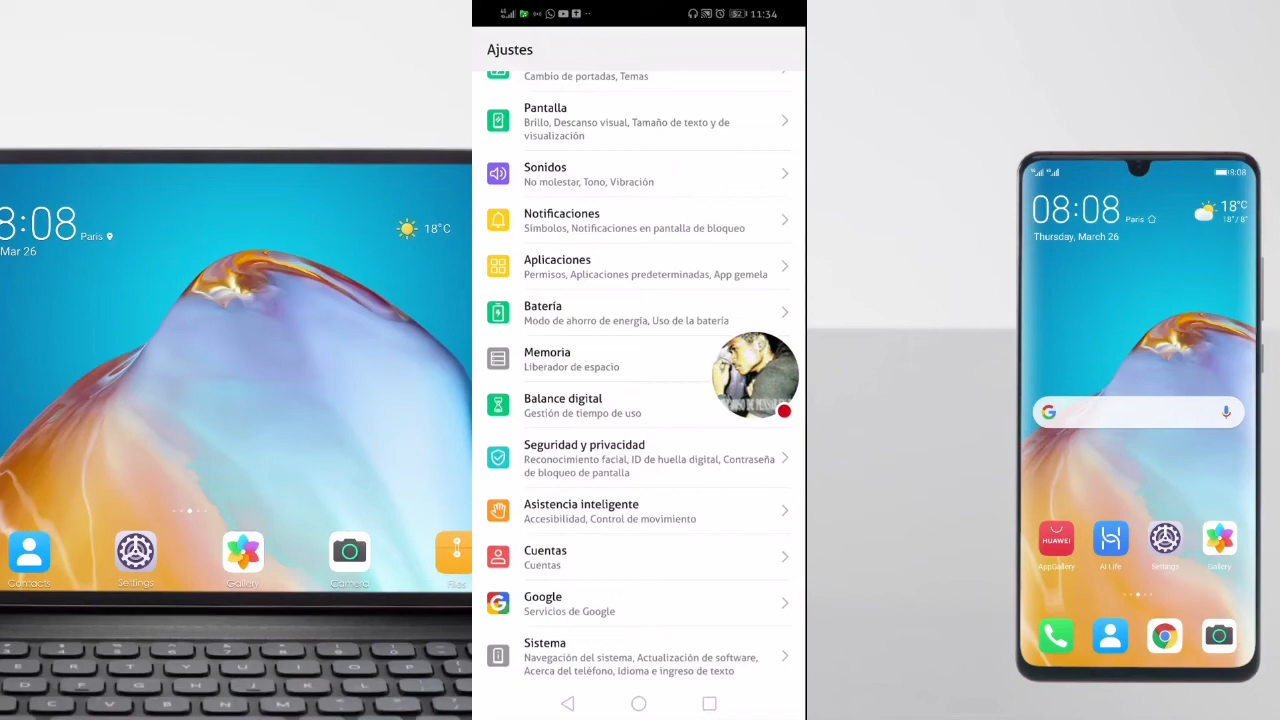 11:34
Ajustes
Cambio de portadas, Temas
Pantalla
Brillo, Descanso visual, Tamaño de texto y de
visualización
Sonidos
No molestar, Tono, Vibración
Notificaciones
Símbolos, Notificaciones en pantalla de bloqueo
Aplicaciones
Permisos, Aplicaciones predeterminadas, App gemela
Batería
Modo de ahorro de energía, Uso de la batería
Memoria
Liberador de espacio
Balance digital
Gestión de tiempo de uso
Seguridad y privacidad
Reconocimiento facial, ID de huella digital, Contraseña
de bloqueo de pantalla
Asistencia inteligente
Accesibilidad, Control de movimiento
Cuentas
Cuentas
Google
Servicios de Google
Sistema
Navegación del sistema, Actualización de software,
Acerca del teléfono, Idioma e ingreso de texto
8:08 Paris
Mar 26
18°C
Contacts Settings Gallery Camera Files
8:08
08:08 Paris
18°C
18°/8°
Thursday, March 26
HUAWEI
AppGallery AI Life Settings Gallery